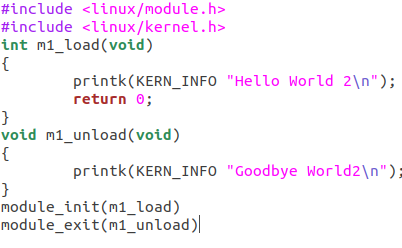 #include <linux/module.h>
#include <linux/kernel.h>
int m1_load(void)
{
        printk(KERN_INFO "Hello World 2\n");
        return 0;
}
void m1_unload(void)
{
        printk(KERN_INFO "Goodbye World2\n");
}
module_init(m1_load)
module_exit(m1_unload)